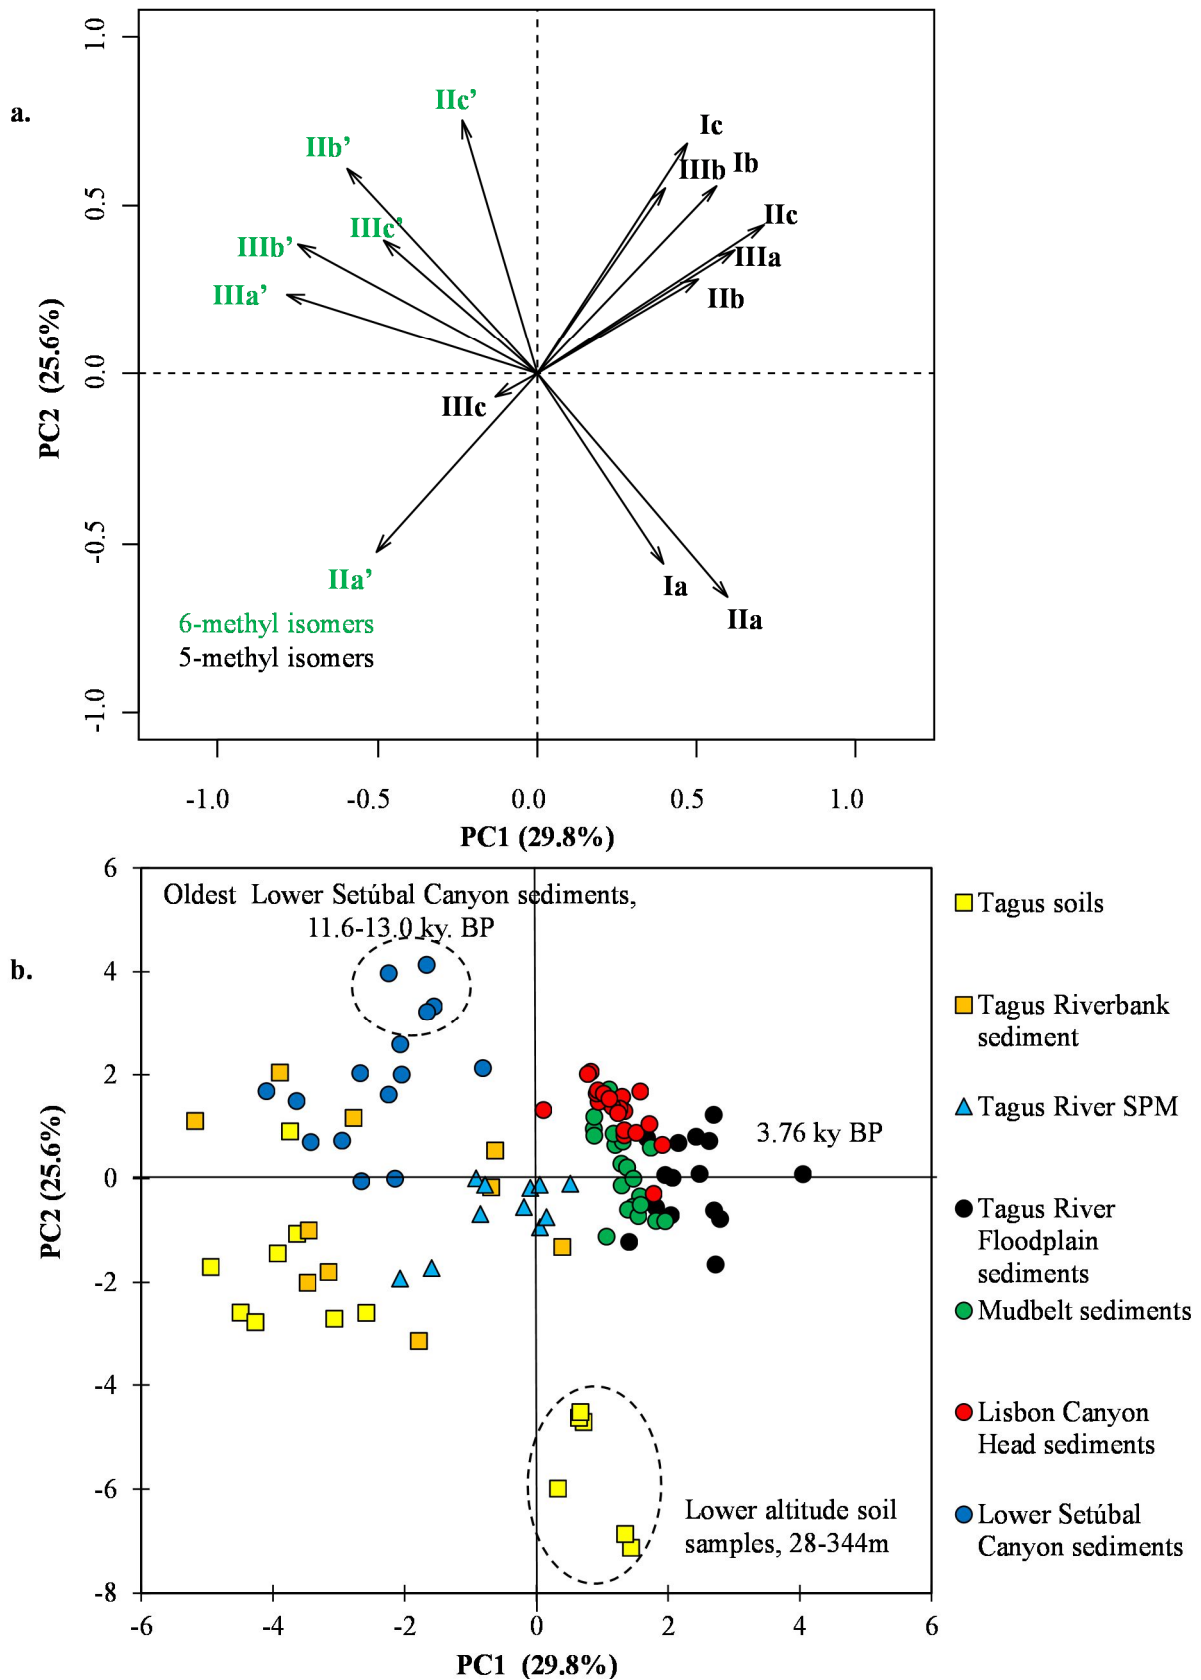 a.
1.0
0.5
0.0
-0.5
-1.0
PC2 (25.6%)
IIc’
IIb’
IIIc’
IIIb’
IIIa’
Ic
IIIb
Ib
IIc
IIIa
IIb
IIIc
IIa’
Ia
IIa
6-methyl isomers
5-methyl isomers
-1.0
-0.5
0.0
0.5
1.0
PC1 (29.8%)
b.
6
4
2
0
-2
-4
-6
-8
PC2 (25.6%)
Oldest Lower Setúbal Canyon sediments,
11.6-13.0 ky. BP
3.76 ky BP
Lower altitude soil
samples, 28-344m
-6
-4
-2
0
2
4
6
PC1 (29.8%)
Tagus soils
Tagus Riverbank
sediment
Tagus River SPM
Tagus River
Floodplain
sediments
Mudbelt sediments
Lisbon Canyon
Head sediments
Lower Setúbal
Canyon sediments